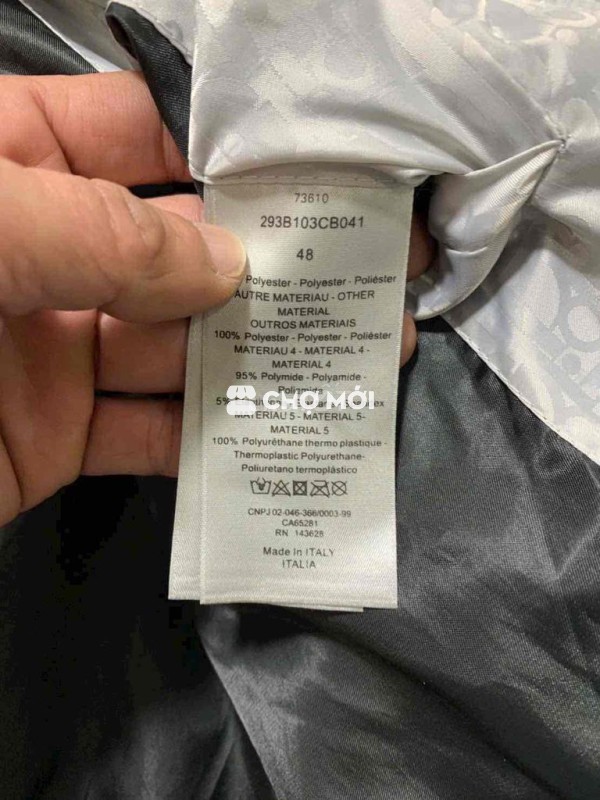 73610
293B103CB041
48
Polyester - Polyester - Poliéster
AUTRE MATERIAU - OTHER
MATERIAL
OUTROS MATERIAIS
100% Polyester - Polyester - Poliéster
MATERIAU 4 - MATERIAL 4 -
MATERIAL 4
95% Polymide - Polyamide -
5%
CHỢ MỚI
MATERIAU 5 - MATERIAL 5-
MATERIAL 5
100% Polyuréthane thermo plastique -
Thermoplastic Polyurethane-
Poliuretano termoplástico
CNPJ 02-046-366/0003-99
CA65281
RN 143628
Made in ITALY
ITALIA